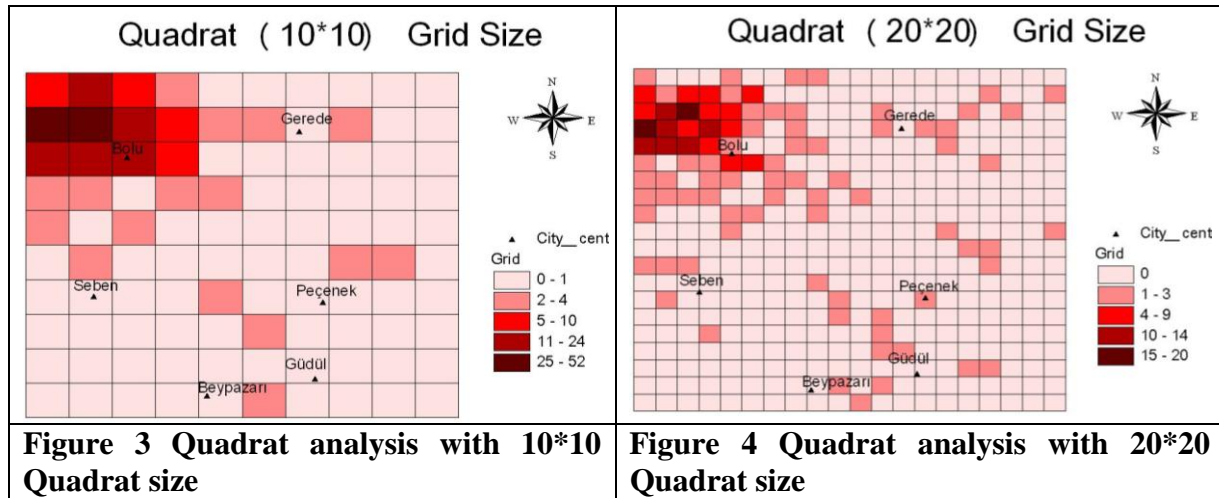 Quadrat ( 10*10) Grid Size
N
W E
S
Gerede
Bolu
Seben
Peçenek
Güdül
Beypazarı
City__cent
Grid
0 - 1
2 - 4
5 - 10
11 - 24
25 - 52
Figure 3 Quadrat analysis with 10*10
Quadrat size
Quadrat ( 20*20) Grid Size
N
W E
S
Gerede
Bolu
Seben
Peçenek
Güdül
Beypazarı
City__cent
Grid
0
1 - 3
4 - 9
10 - 14
15 - 20
Figure 4 Quadrat analysis with 20*20
Quadrat size